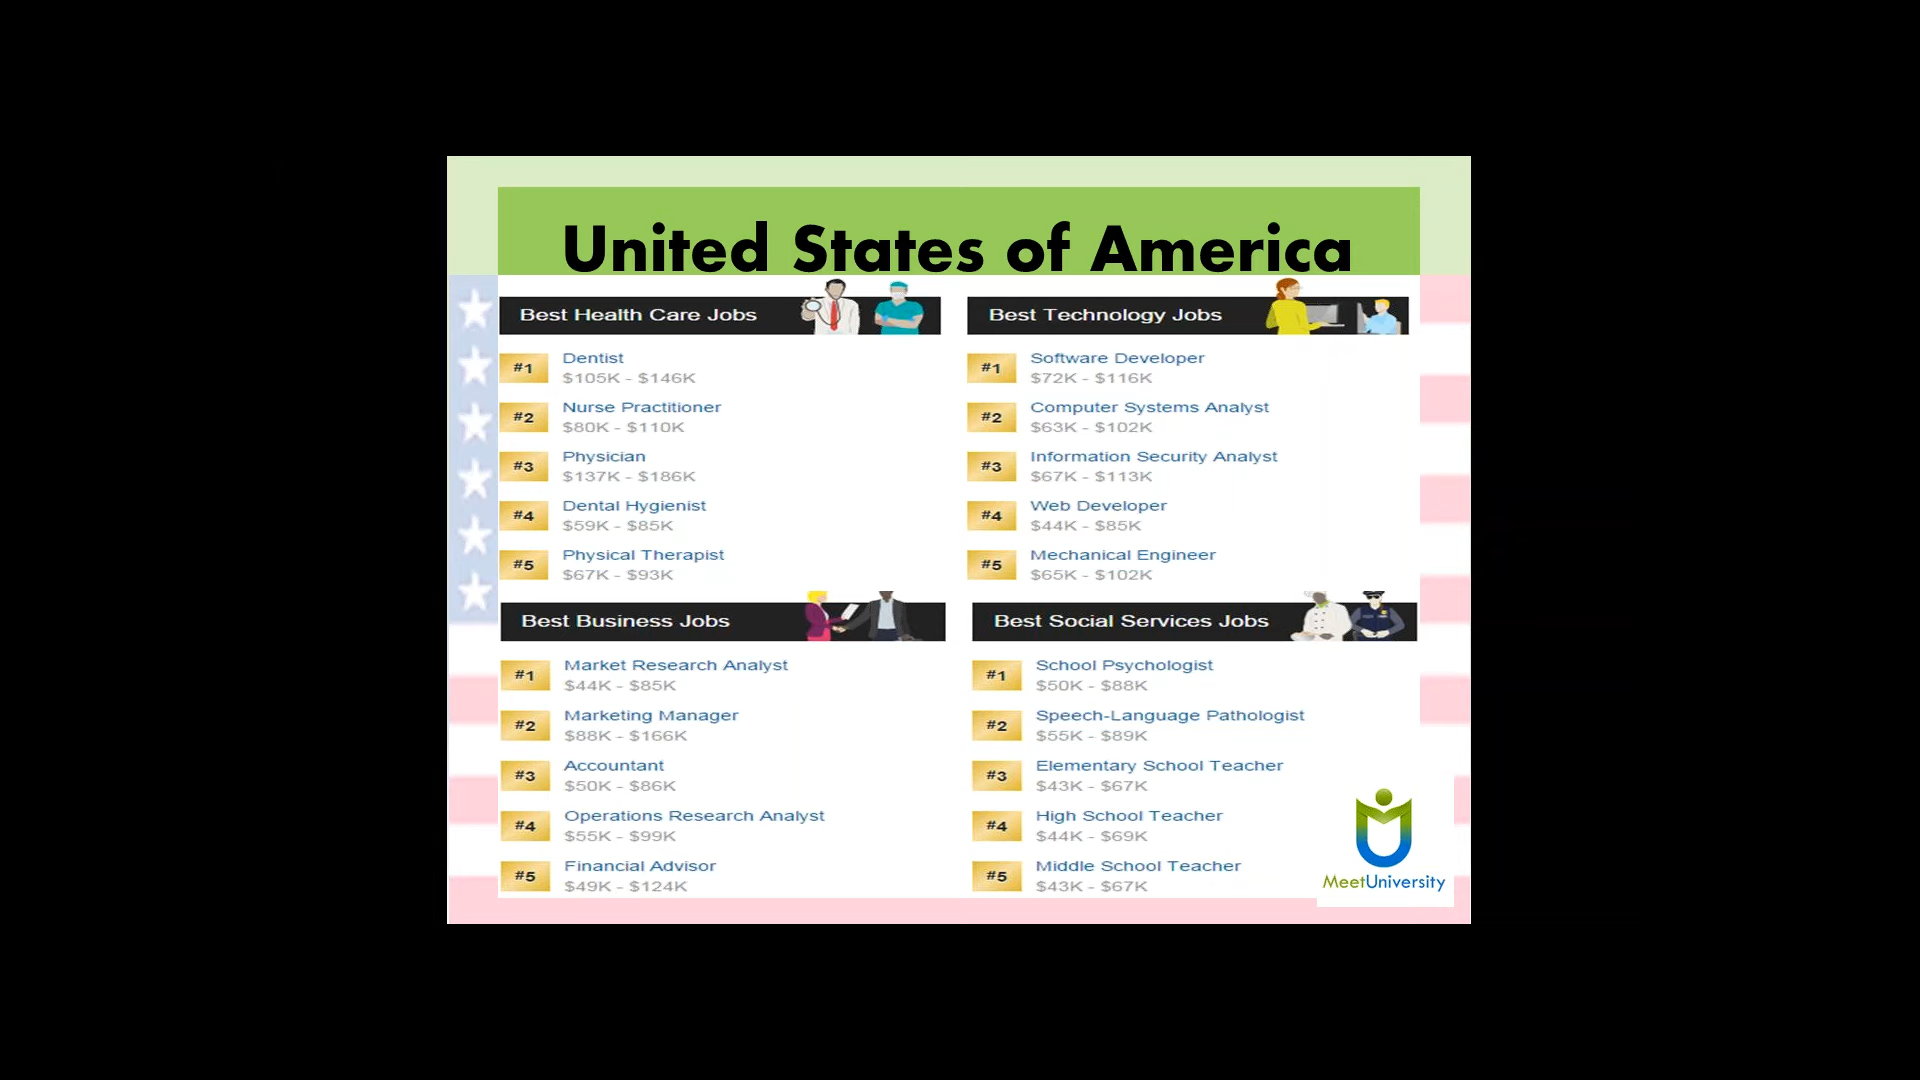 United States of America
Best Health Care Jobs
#1
Dentist
$105K - $146K
#2
Nurse Practitioner
$80K - $110K
#3
Physician
$137K - $186K
#4
Dental Hygienist
$59K - $85K
#5
Physical Therapist
$67K - $93K
Best Technology Jobs
#1
Software Developer
$72K - $116K
#2
Computer Systems Analyst
$63K - $102K
#3
Information Security Analyst
$67K - $113K
#4
Web Developer
$44K - $85K
#5
Mechanical Engineer
$65K - $102K
Best Business Jobs
#1
Market Research Analyst
$44K - $85K
#2
Marketing Manager
$88K - $166K
#3
Accountant
$50K - $86K
#4
Operations Research Analyst
$55K - $99K
#5
Financial Advisor
$49K - $124K
Best Social Services Jobs
#1
School Psychologist
$50K - $88K
#2
Speech-Language Pathologist
$55K - $89K
#3
Elementary School Teacher
$43K - $67K
#4
High School Teacher
$44K - $69K
#5
Middle School Teacher
$43K - $67K
MeetUniversity